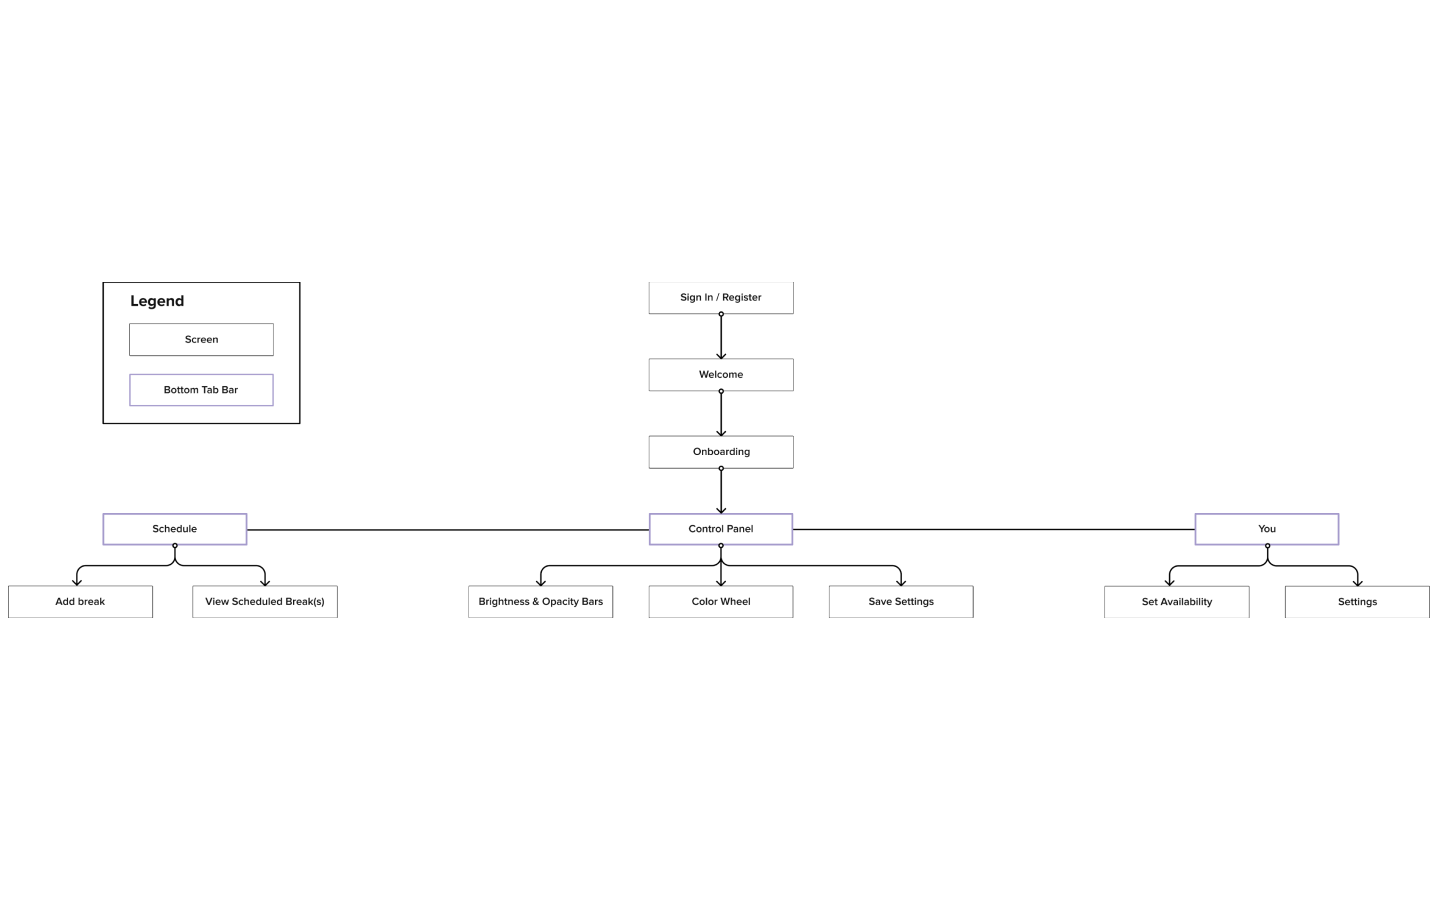 Legend
Screen
Bottom Tab Bar
Sign In / Register
Welcome
Onboarding
Schedule
Control Panel
You
Add break
View Scheduled Break(s)
Brightness & Opacity Bars
Color Wheel
Save Settings
Set Availability
Settings